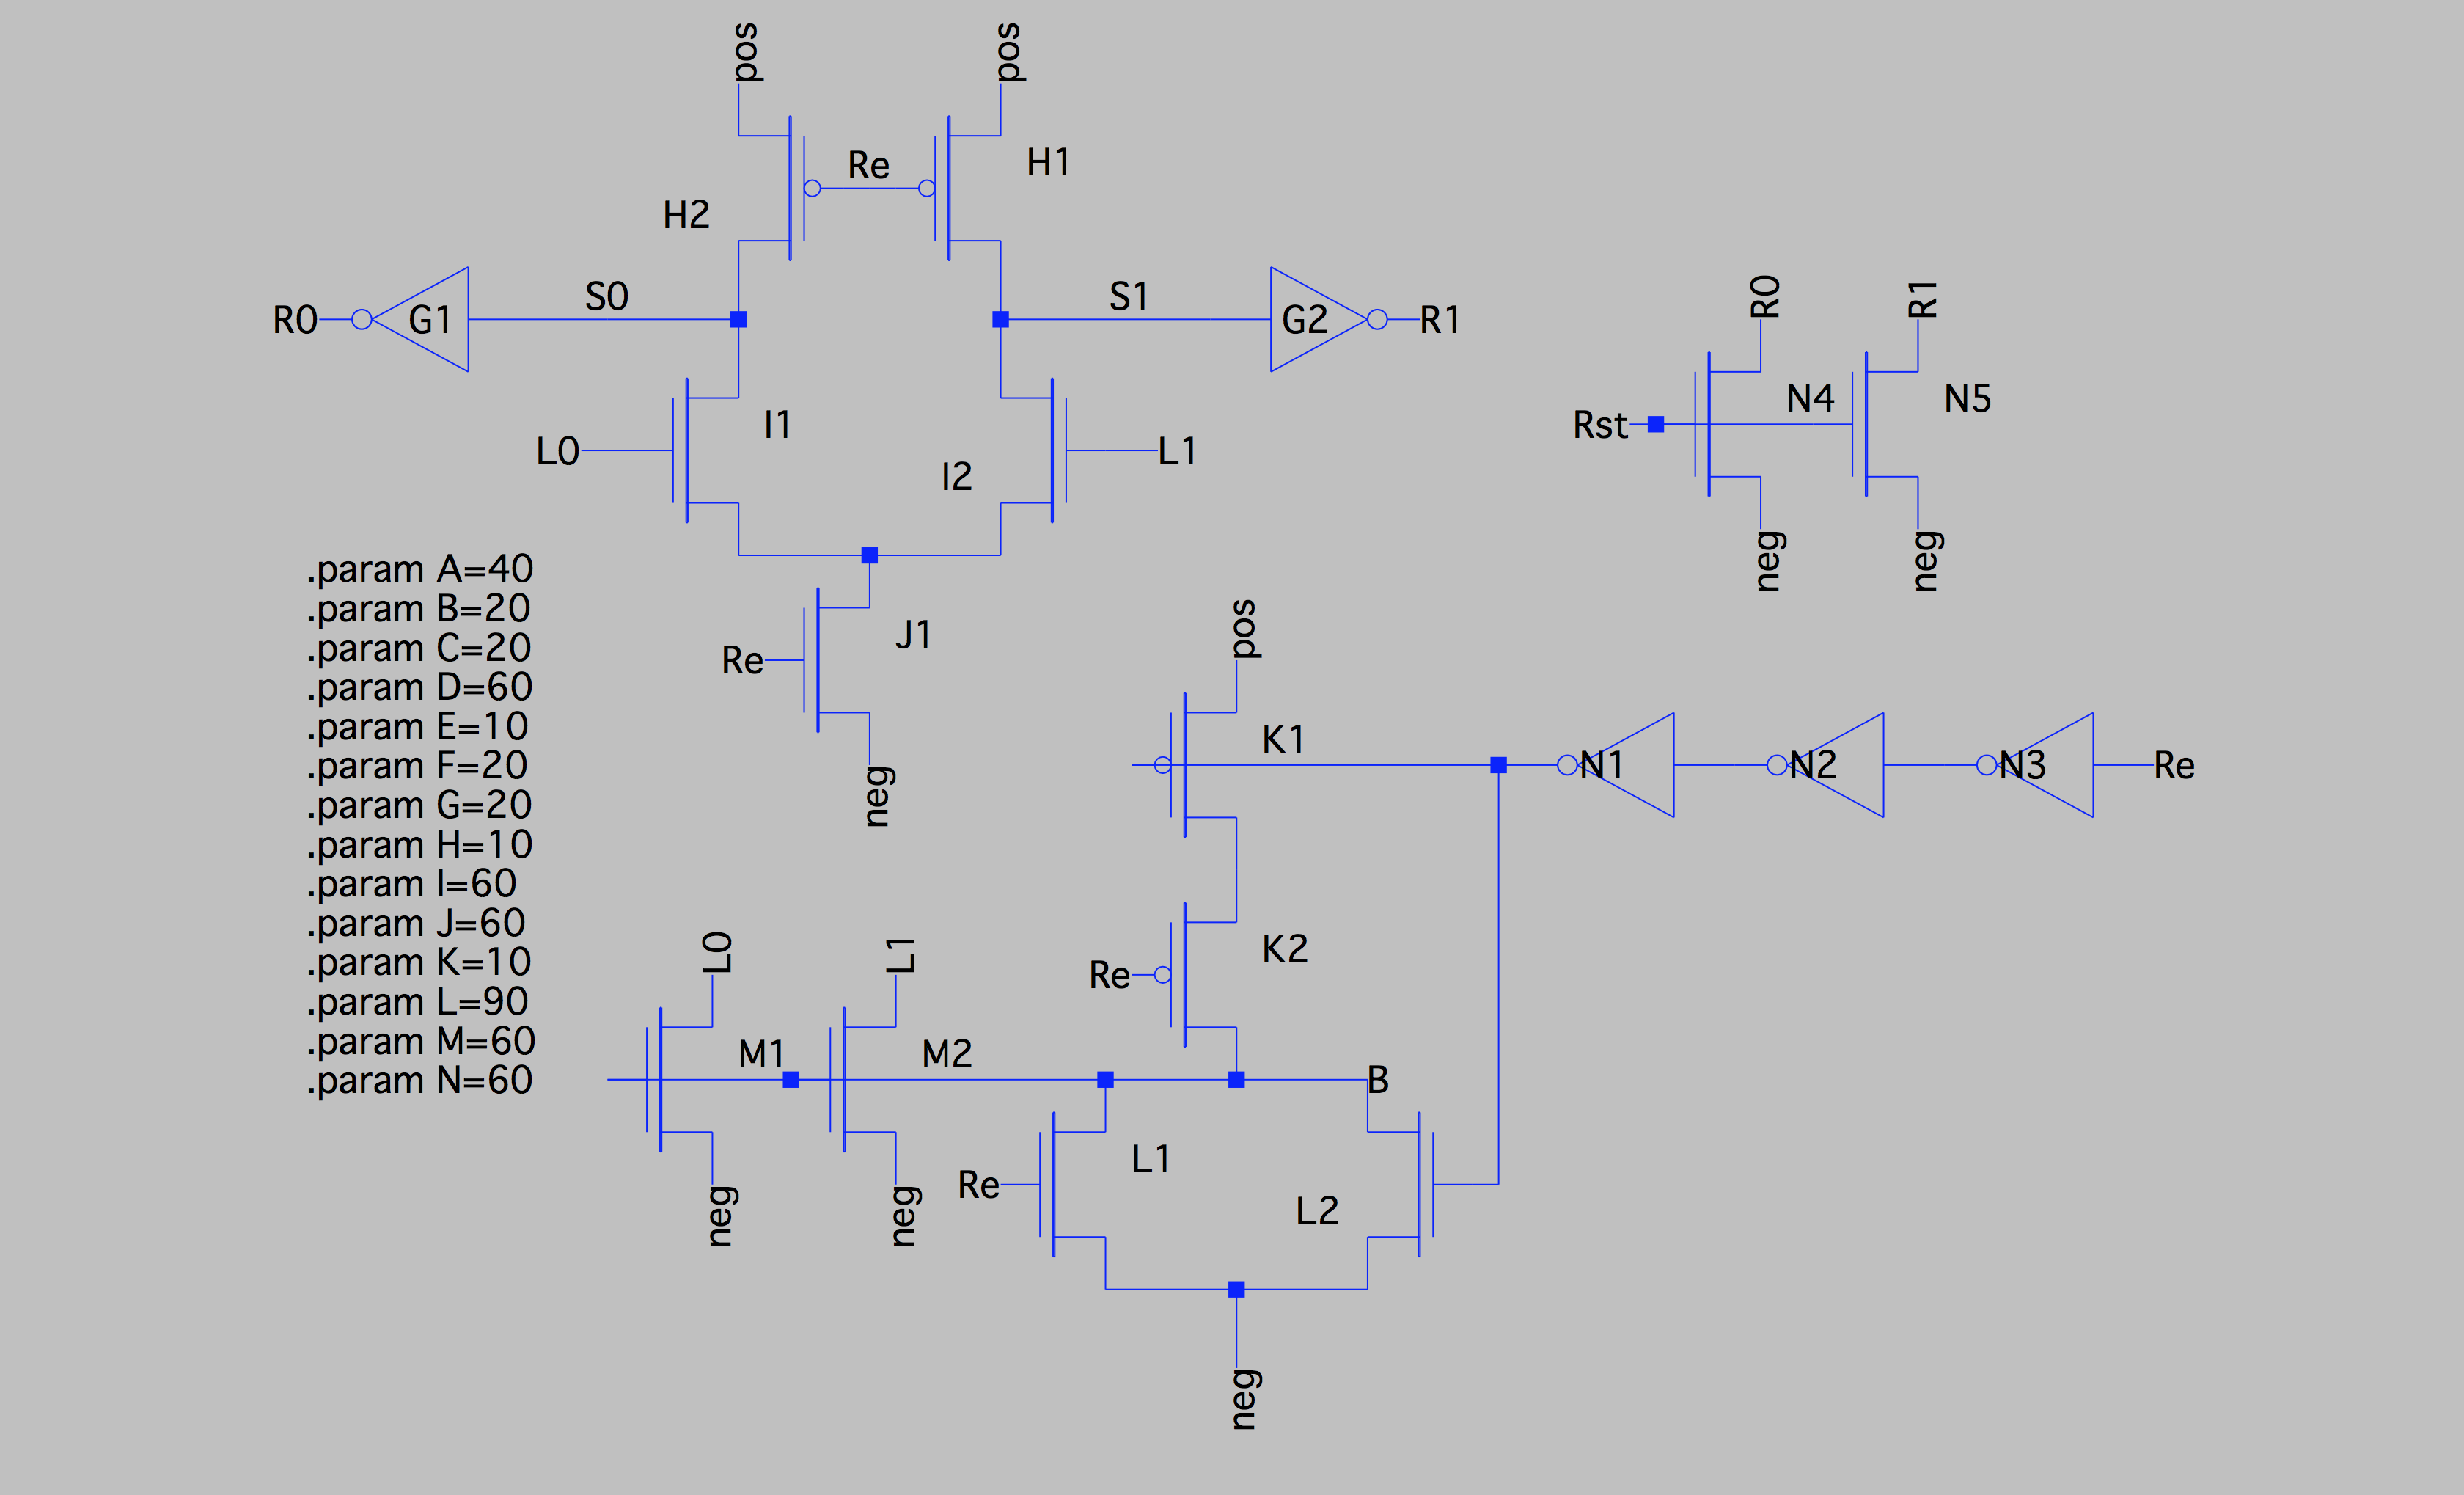 pos
pos
Re
H1
H2
S0
S1
R0
G1
G2
R1
R0
R1
N4
N5
Rst
I1
L0
I2
L1
neg
neg
.param A=40
.param B=20
.param C=20
.param D=60
.param E=10
.param F=20
.param G=20
.param H=10
.param I=60
.param J=60
.param K=10
.param L=90
.param M=60
.param N=60
J1
Re
neg
pos
K1
N1
N2
N3
Re
K2
Re
L0
L1
M1
M2
B
L1
Re
L2
neg
neg
neg